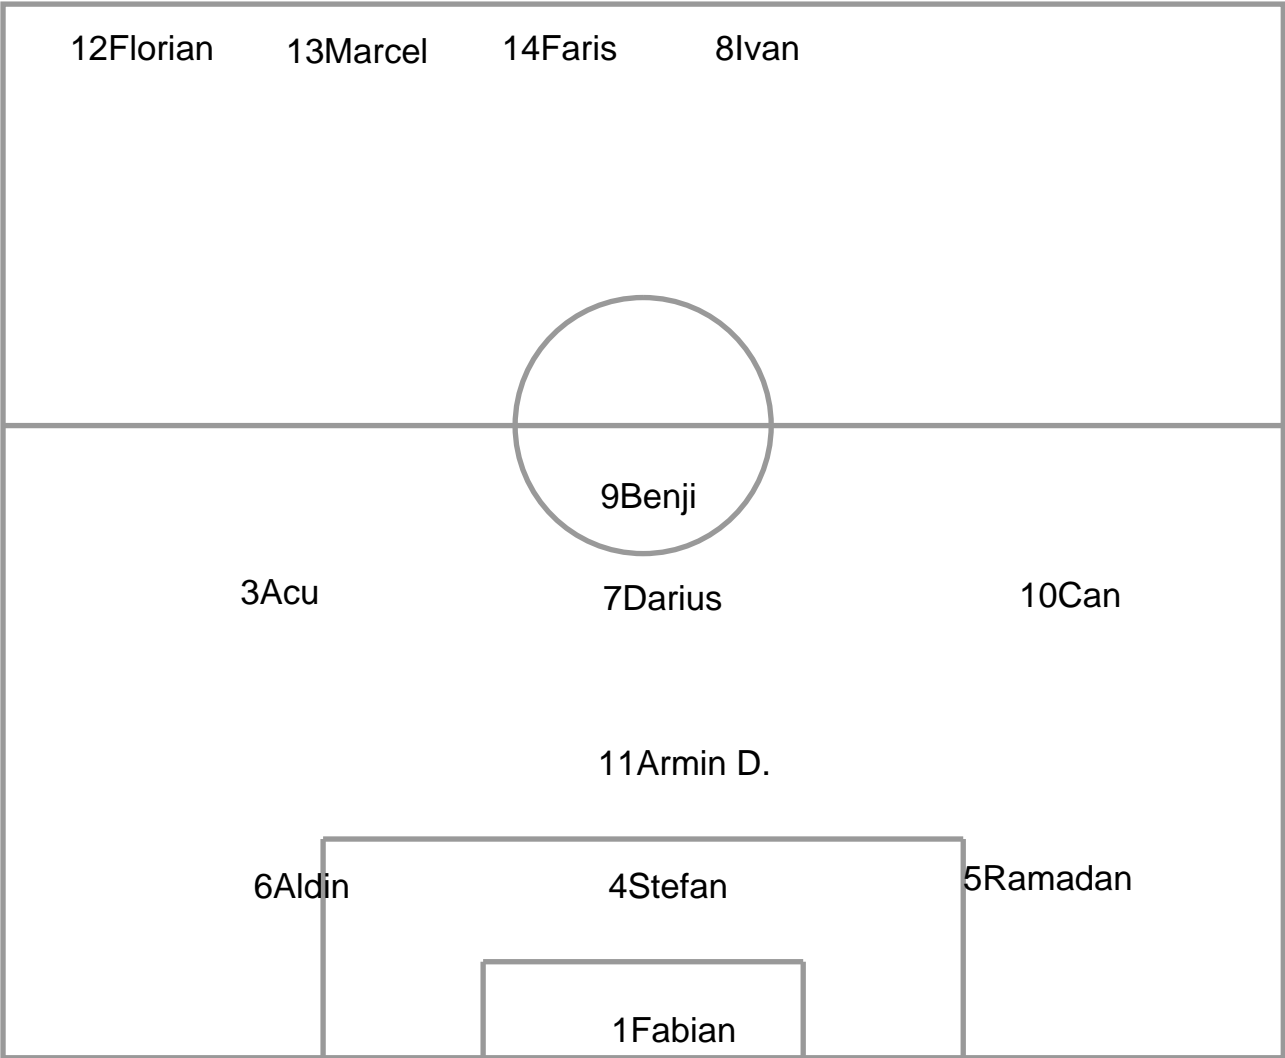 12Florian 13Marcel 14Faris 8Ivan
9Benji
3Acu 7Darius 10Can
11Armin D.
6Aldin 4Stefan 5Ramadan
1Fabian